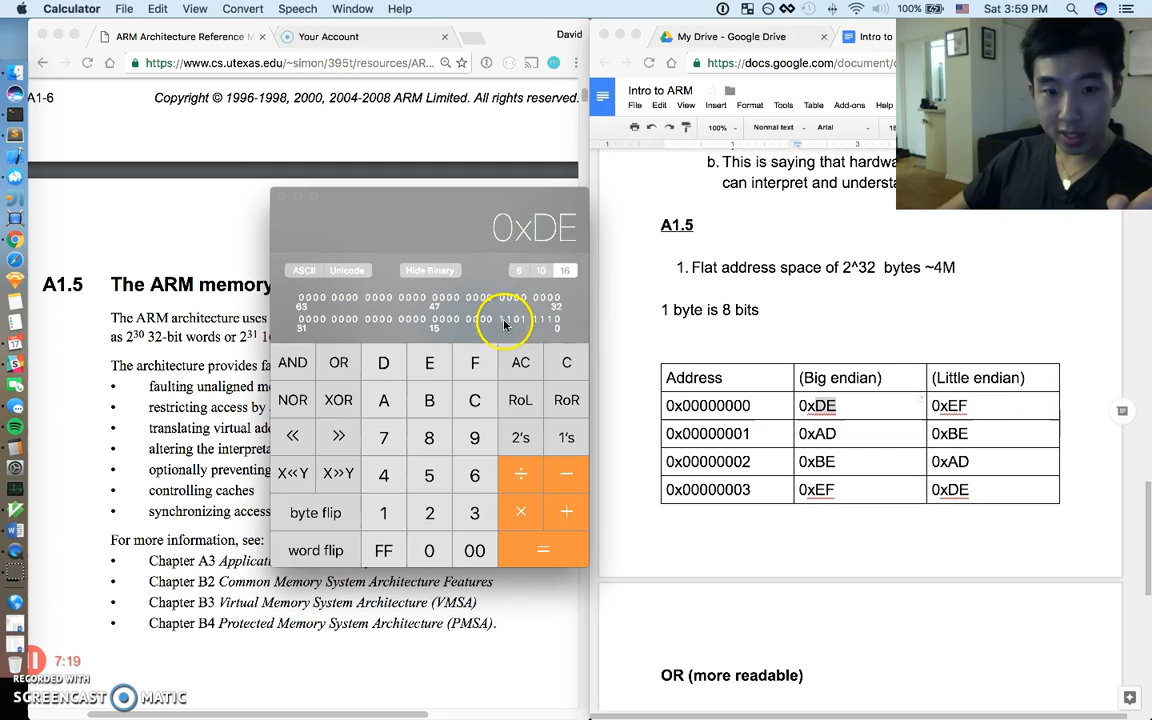 Calculator File Edit View Convert Speech Window Help
100% Sat 3:59 PM
ARM Architecture Reference M
Your Account
David
My Drive - Google Drive
Intro to
https://www.cs.utexas.edu/~simon/395t/resources/AR...
https://docs.google.com/document/
A1-6 Copyright © 1996-1998, 2000, 2004-2008 ARM Limited. All rights reserved.
Intro to ARM
File Edit View Insert Format Tools Table Add-ons Help
100% Normal text Arial
1 3
b. This is saying that hardwa
can interpret and understa
A1.5
1. Flat address space of 2^32 bytes ~4M
1 byte is 8 bits
Address (Big endian) (Little endian)
0x00000000 0xDE 0xEF
0x00000001 0xAD 0xBE
0x00000002 0xBE 0xAD
0x00000003 0xEF 0xDE
OR (more readable)
A1.5 The ARM memory
The ARM architecture uses
as 2³⁰ 32-bit words or 2³¹ 1
The architecture provides fa
• faulting unaligned me
• restricting access by
• translating virtual add
• altering the interpreta
• optionally preventing
• controlling caches
• synchronizing access
For more information, see:
• Chapter A3 Applicati
• Chapter B2 Common Memory System Architecture Features
• Chapter B3 Virtual Memory System Architecture (VMSA)
• Chapter B4 Protected Memory System Architecture (PMSA).
0xDE
ASCII Unicode Hide Binary 8 10 16
0000 0000 0000 0000 0000 0000 0000 0000
63 47 32
0000 0000 0000 0000 0000 0000 1101 1110
31 15 0
AND OR D E F AC C
NOR XOR A B C RoL RoR
« » 7 8 9 2's 1's ÷ −
X«Y X»Y 4 5 6
byte flip 1 2 3 × +
word flip FF 0 00 =
7:19
RECORDED WITH
SCREENCAST MATIC